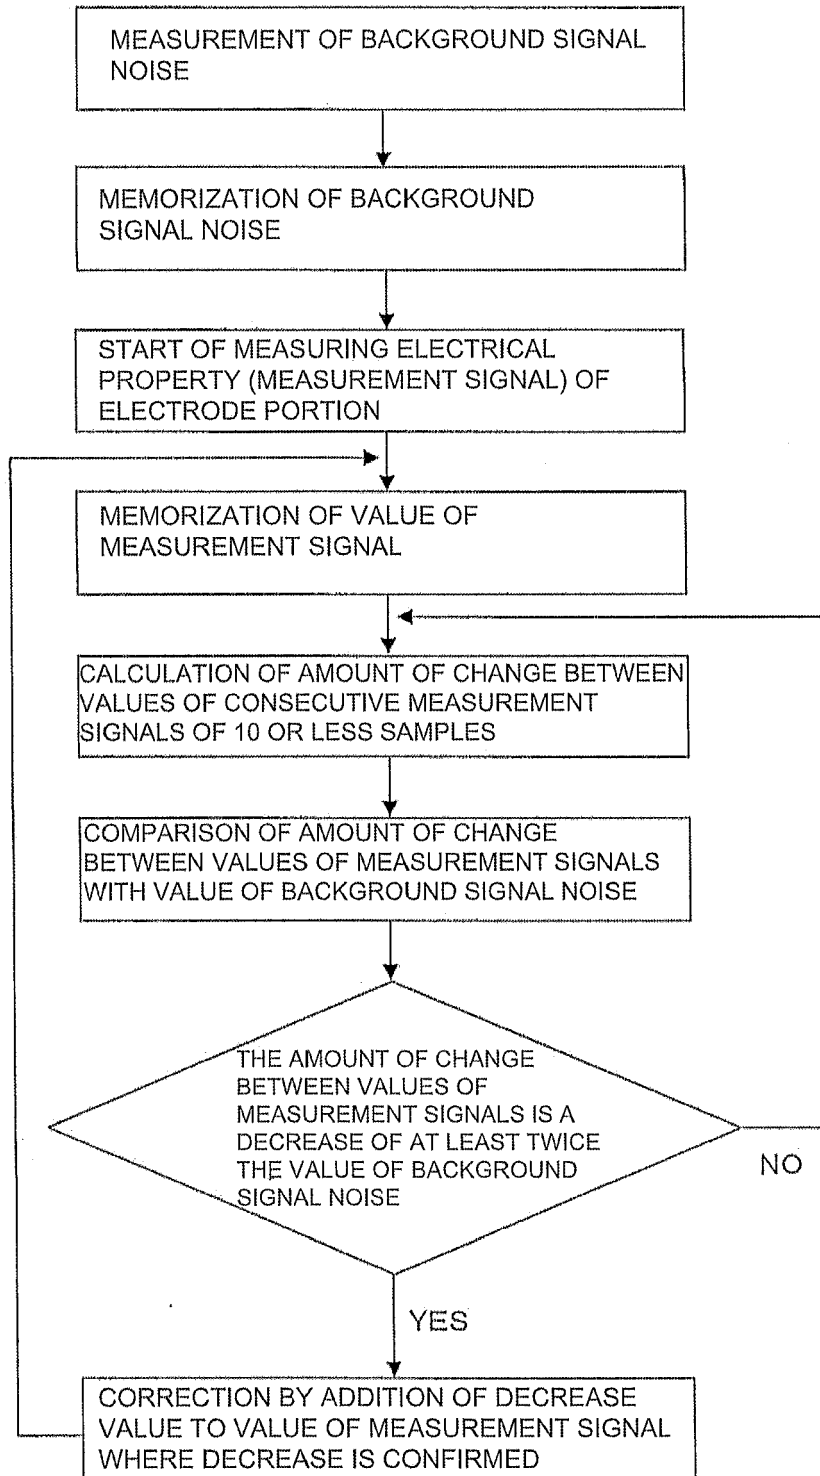 MEASUREMENT OF BACKGROUND SIGNAL
NOISE
MEMORIZATION OF BACKGROUND
SIGNAL NOISE
START OF MEASURING ELECTRICAL
PROPERTY (MEASUREMENT SIGNAL) OF
ELECTRODE PORTION
MEMORIZATION OF VALUE OF
MEASUREMENT SIGNAL
CALCULATION OF AMOUNT OF CHANGE BETWEEN
VALUES OF CONSECUTIVE MEASUREMENT
SIGNALS OF 10 OR LESS SAMPLES
COMPARISON OF AMOUNT OF CHANGE
BETWEEN VALUES OF MEASUREMENT SIGNALS
WITH VALUE OF BACKGROUND SIGNAL NOISE
THE AMOUNT OF CHANGE
BETWEEN VALUES OF
MEASUREMENT SIGNALS IS A
DECREASE OF AT LEAST TWICE
THE VALUE OF BACKGROUND
SIGNAL NOISE
NO
YES
CORRECTION BY ADDITION OF DECREASE
VALUE TO VALUE OF MEASUREMENT SIGNAL
WHERE DECREASE IS CONFIRMED